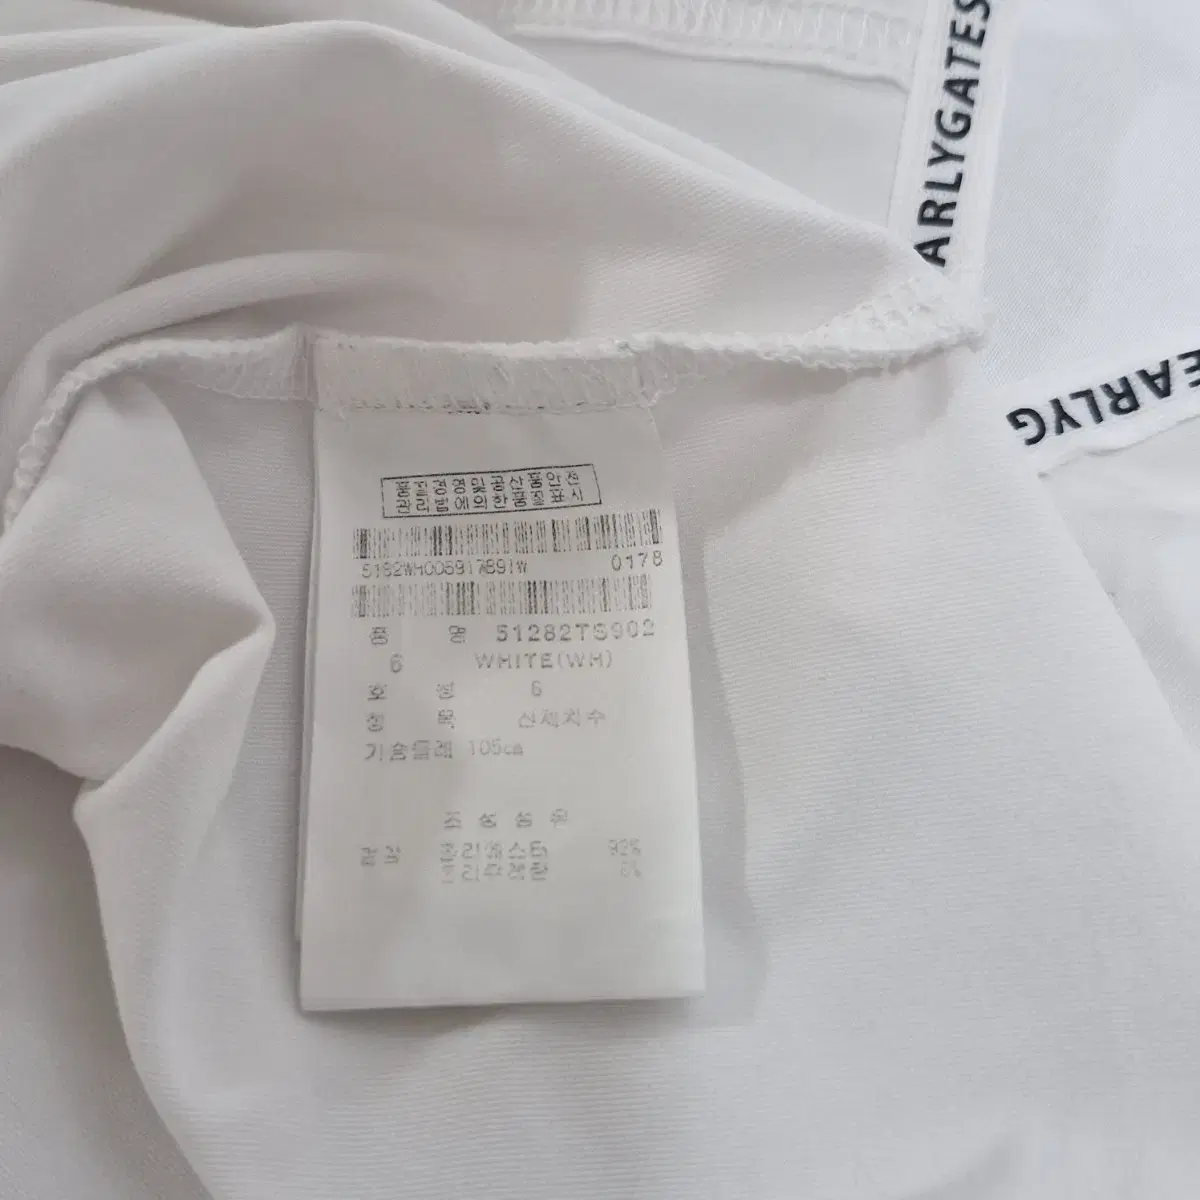 ARLYGATES
EARLYG
품질경영 및 공산품안전
관리법에 의한 품질표시
5182WH00591789IW 0178
품 명 51282TS902
6 WHITE(WH)
호 칭 6
항 목 신체치수
가슴둘레 105cm
조 성 섬 유
겉감 폴리에스터 92%
폴리우레탄 8%